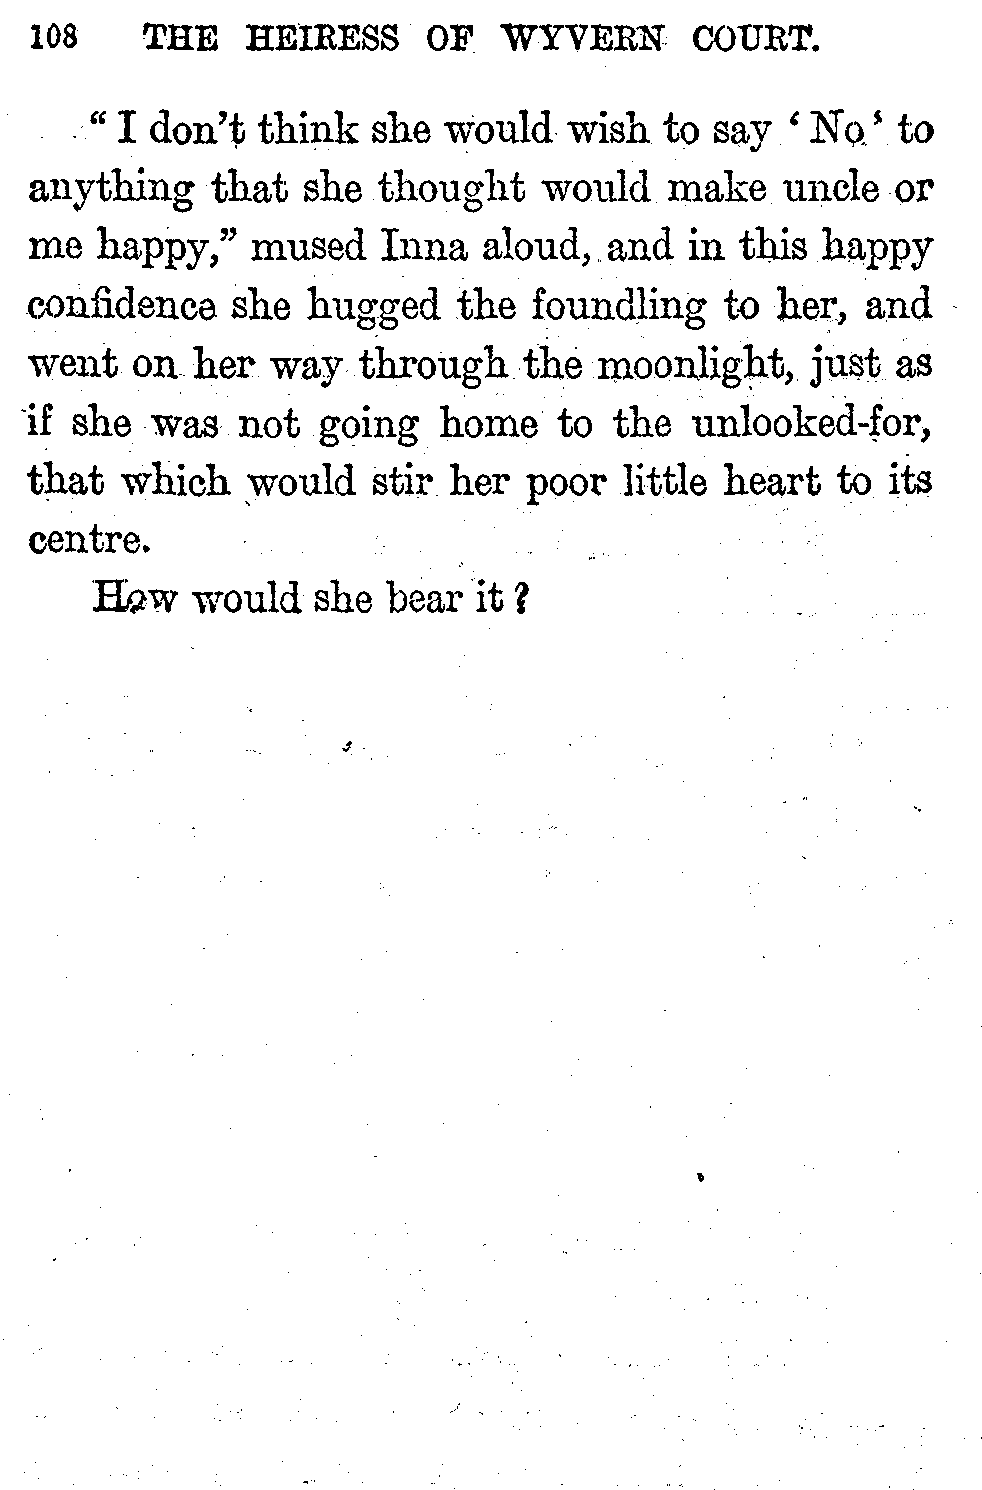 108 THE HEIRESS OF WYVERN COURT.
“I don’t think she would wish to say ‘No’ to
anything that she thought would make uncle or
me happy,” mused Inna aloud, and in this happy
confidence she hugged the foundling to her, and
went on her way through the moonlight, just as
if she was not going home to the unlooked-for,
that which would stir her poor little heart to its
centre.
How would she bear it?